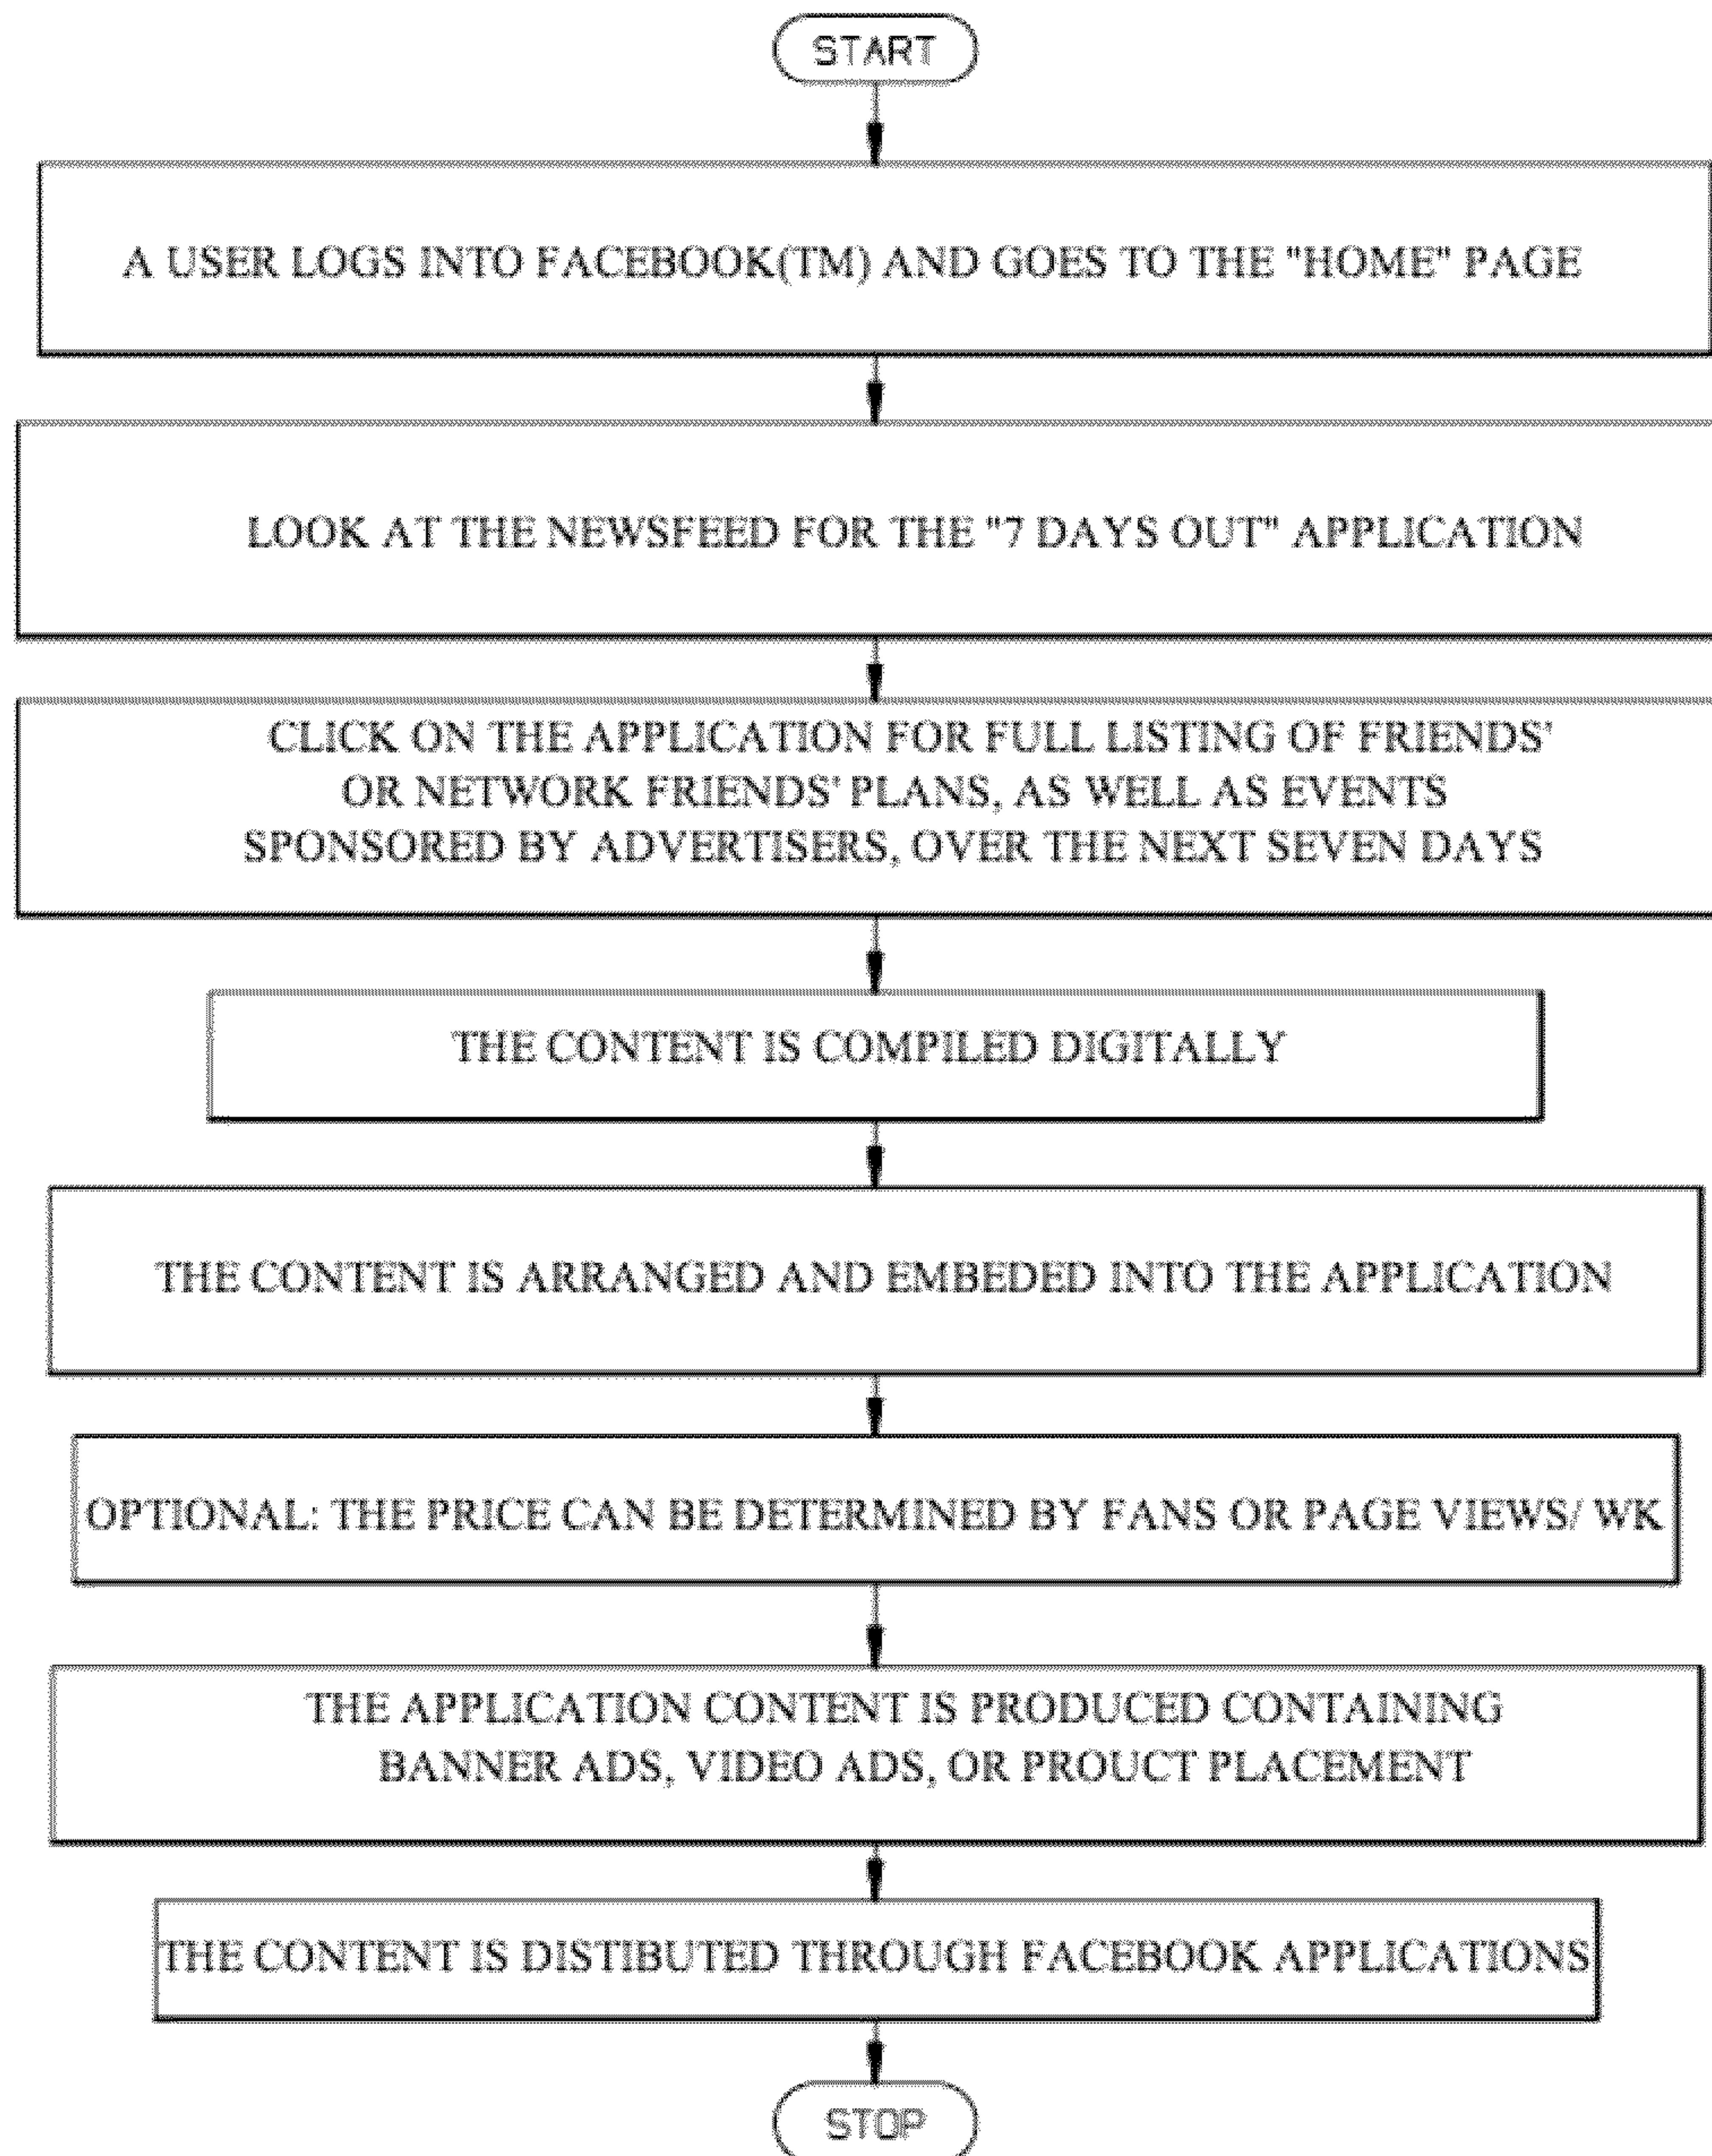 START
A USER LOGS INTO FACEBOOK(TM) AND GOES TO THE "HOME" PAGE
LOOK AT THE NEWSFEED FOR THE "7 DAYS OUT" APPLICATION
CLICK ON THE APPLICATION FOR FULL LISTING OF FRIENDS'
OR NETWORK FRIENDS' PLANS, AS WELL AS EVENTS
SPONSORED BY ADVERTISERS, OVER THE NEXT SEVEN DAYS
THE CONTENT IS COMPILED DIGITALLY
THE CONTENT IS ARRANGED AND EMBEDED INTO THE APPLICATION
OPTIONAL: THE PRICE CAN BE DETERMINED BY FANS OR PAGE VIEWS/ WK
THE APPLICATION CONTENT IS PRODUCED CONTAINING
BANNER ADS, VIDEO ADS, OR PROUCT PLACEMENT
THE CONTENT IS DISTIBUTED THROUGH FACEBOOK APPLICATIONS
STOP